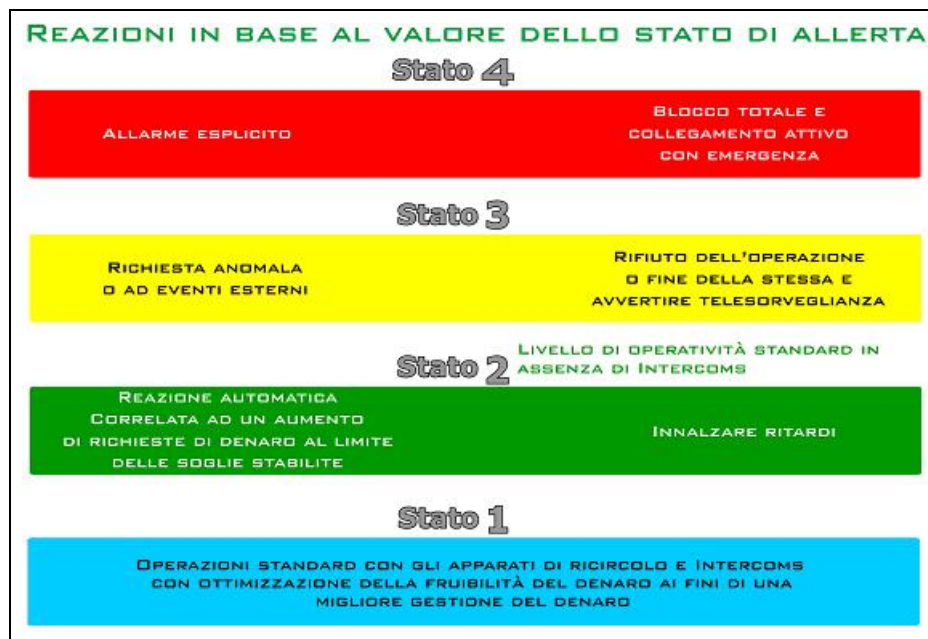 REAZIONI IN BASE AL VALORE DELLO STATO DI ALLERTA
Stato 4
ALLARME ESPLICITO
BLOCCO TOTALE E
COLLEGAMENTO ATTIVO
CON EMERGENZA
Stato 3
RICHIESTA ANOMALA
O AD EVENTI ESTERNI
RIFIUTO DELL'OPERAZIONE
O FINE DELLA STESSA E
AVVERTIRE TELESORVEGLIANZA
Stato 2
LIVELLO DI OPERATIVITÀ STANDARD IN
ASSENZA DI INTERCOMS
REAZIONE AUTOMATICA
CORRELATA AD UN AUMENTO
DI RICHIESTE DI DENARO AL LIMITE
DELLE SOGLIE STABILITE
INNALZARE RITARDI
Stato 1
OPERAZIONI STANDARD CON GLI APPARATI DI RICIRCOLO E INTERCOMS
CON OTTIMIZZAZIONE DELLA FRUIBILITÀ DEL DENARO AI FINI DI UNA
MIGLIORE GESTIONE DEL DENARO